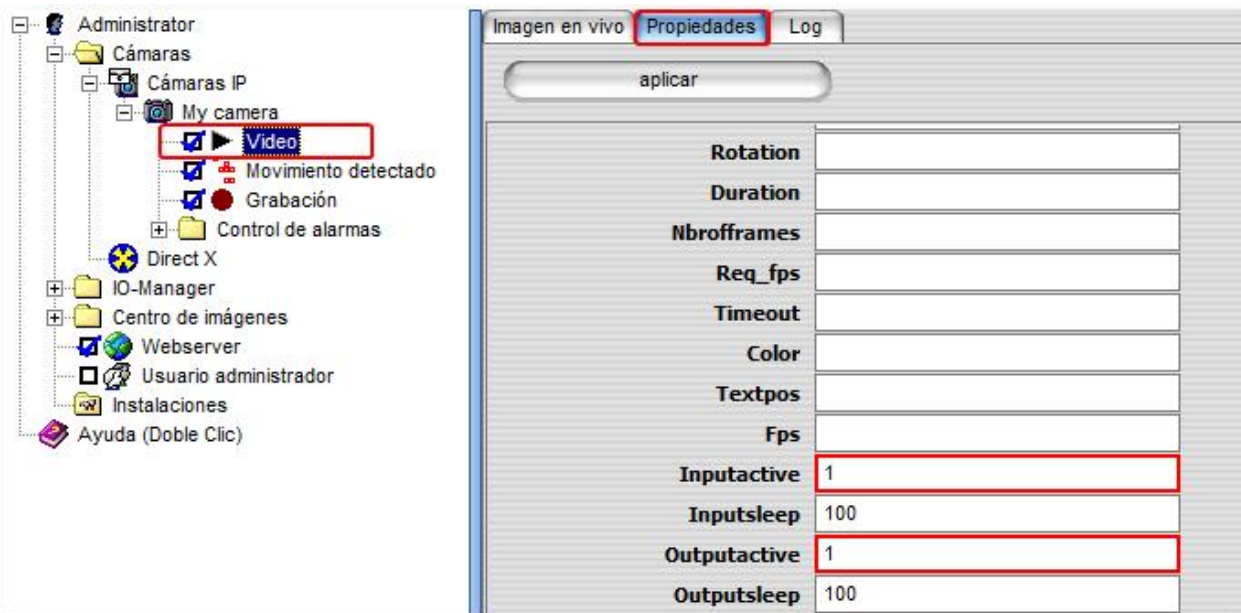 Administrator
Cámaras
Cámaras IP
My camera
Video
Movimiento detectado
Grabación
Control de alarmas
Direct X
IO-Manager
Centro de imágenes
Webserver
Usuario administrador
Instalaciones
Ayuda (Doble Clic)
Imagen en vivo Propiedades Log
aplicar
Rotation
Duration
Nbrofframes
Req_fps
Timeout
Color
Textpos
Fps
Inputactive 1
Inputsleep 100
Outputactive 1
Outputsleep 100